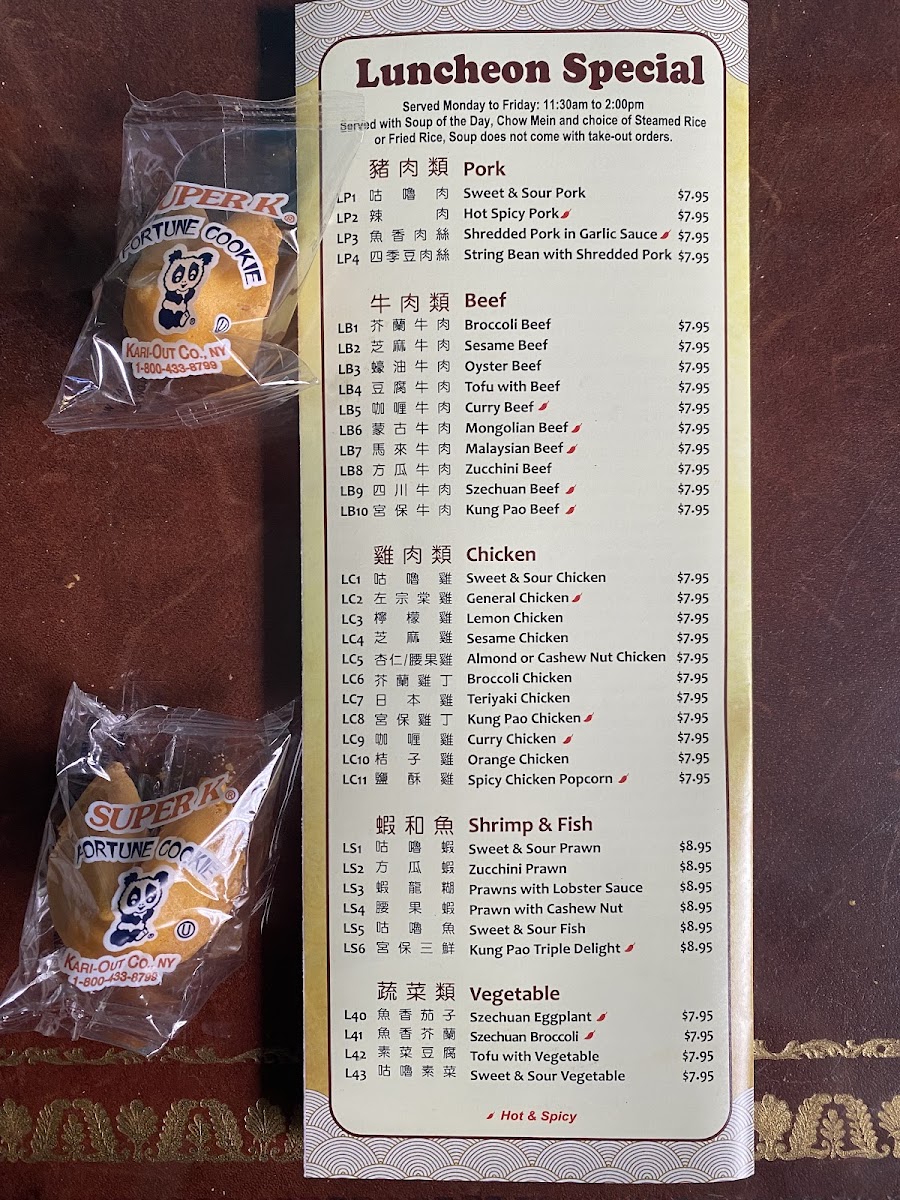 SUPER K®
FORTUNE COOKIE
U
KARI-OUT CO., NY
1-800-433-8799
SUPER K®
FORTUNE COOKIE
U
KARI-OUT CO., NY
1-800-433-8799
Luncheon Special
Served Monday to Friday: 11:30am to 2:00pm
Served with Soup of the Day, Chow Mein and choice of Steamed Rice
or Fried Rice, Soup does not come with take-out orders.
豬肉類 Pork
LP1 咕嚕肉 Sweet & Sour Pork $7.95
LP2 辣肉 Hot Spicy Pork $7.95
LP3 魚香肉絲 Shredded Pork in Garlic Sauce $7.95
LP4 四季豆肉絲 String Bean with Shredded Pork $7.95
牛肉類 Beef
LB1 芥蘭牛肉 Broccoli Beef $7.95
LB2 芝麻牛肉 Sesame Beef $7.95
LB3 蠔油牛肉 Oyster Beef $7.95
LB4 豆腐牛肉 Tofu with Beef $7.95
LB5 咖喱牛肉 Curry Beef $7.95
LB6 蒙古牛肉 Mongolian Beef $7.95
LB7 馬來牛肉 Malaysian Beef $7.95
LB8 方瓜牛肉 Zucchini Beef $7.95
LB9 四川牛肉 Szechuan Beef $7.95
LB10 宮保牛肉 Kung Pao Beef $7.95
雞肉類 Chicken
LC1 咕嚕雞 Sweet & Sour Chicken $7.95
LC2 左宗棠雞 General Chicken $7.95
LC3 檸檬雞 Lemon Chicken $7.95
LC4 芝麻雞 Sesame Chicken $7.95
LC5 杏仁/腰果雞 Almond or Cashew Nut Chicken $7.95
LC6 芥蘭雞丁 Broccoli Chicken $7.95
LC7 日本雞 Teriyaki Chicken $7.95
LC8 宮保雞丁 Kung Pao Chicken $7.95
LC9 咖喱雞 Curry Chicken $7.95
LC10 桔子雞 Orange Chicken $7.95
LC11 鹽酥雞 Spicy Chicken Popcorn $7.95
蝦和魚 Shrimp & Fish
LS1 咕嚕蝦 Sweet & Sour Prawn $8.95
LS2 方瓜蝦 Zucchini Prawn $8.95
LS3 蝦龍糊 Prawns with Lobster Sauce $8.95
LS4 腰果蝦 Prawn with Cashew Nut $8.95
LS5 咕嚕魚 Sweet & Sour Fish $8.95
LS6 宮保三鮮 Kung Pao Triple Delight $8.95
蔬菜類 Vegetable
L40 魚香茄子 Szechuan Eggplant $7.95
L41 魚香芥蘭 Szechuan Broccoli $7.95
L42 素菜豆腐 Tofu with Vegetable $7.95
L43 咕嚕素菜 Sweet & Sour Vegetable $7.95
Hot & Spicy